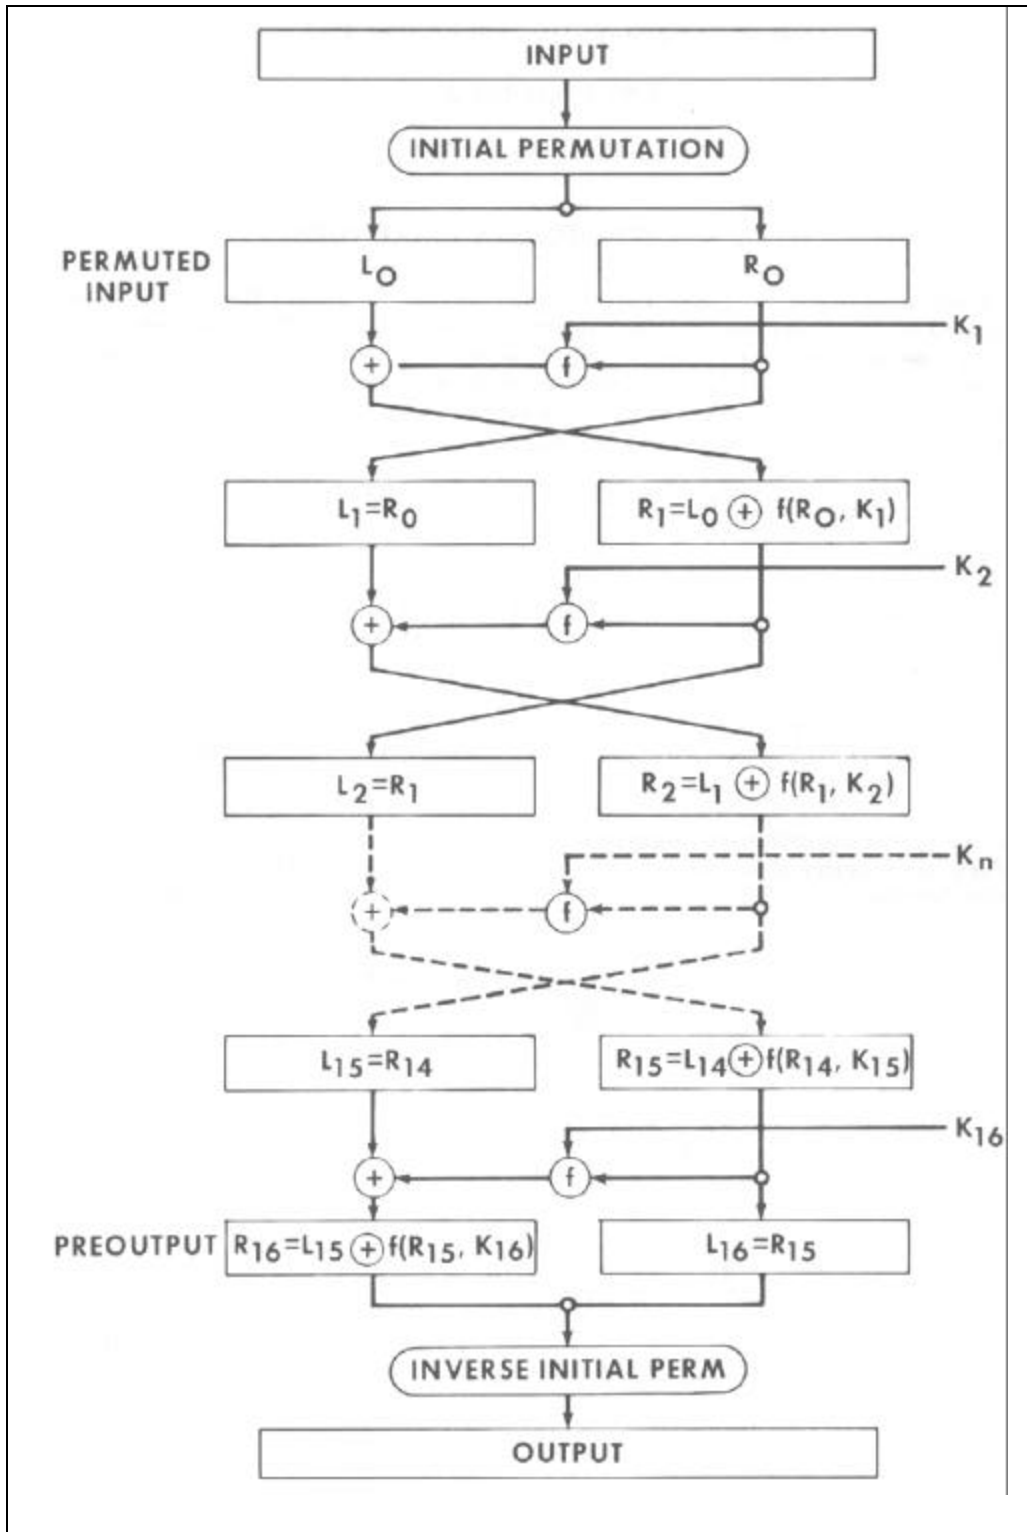 INPUT
INITIAL PERMUTATION
PERMUTED
INPUT
L₀
R₀
K₁
+
f
L₁=R₀
R₁=L₀ ⊕ f(R₀, K₁)
K₂
+
f
L₂=R₁
R₂=L₁ ⊕ f(R₁, K₂)
Kₙ
+
f
L₁₅=R₁₄
R₁₅=L₁₄⊕f(R₁₄, K₁₅)
K₁₆
+
f
PREOUTPUT
R₁₆=L₁₅⊕f(R₁₅, K₁₆)
L₁₆=R₁₅
INVERSE INITIAL PERM
OUTPUT